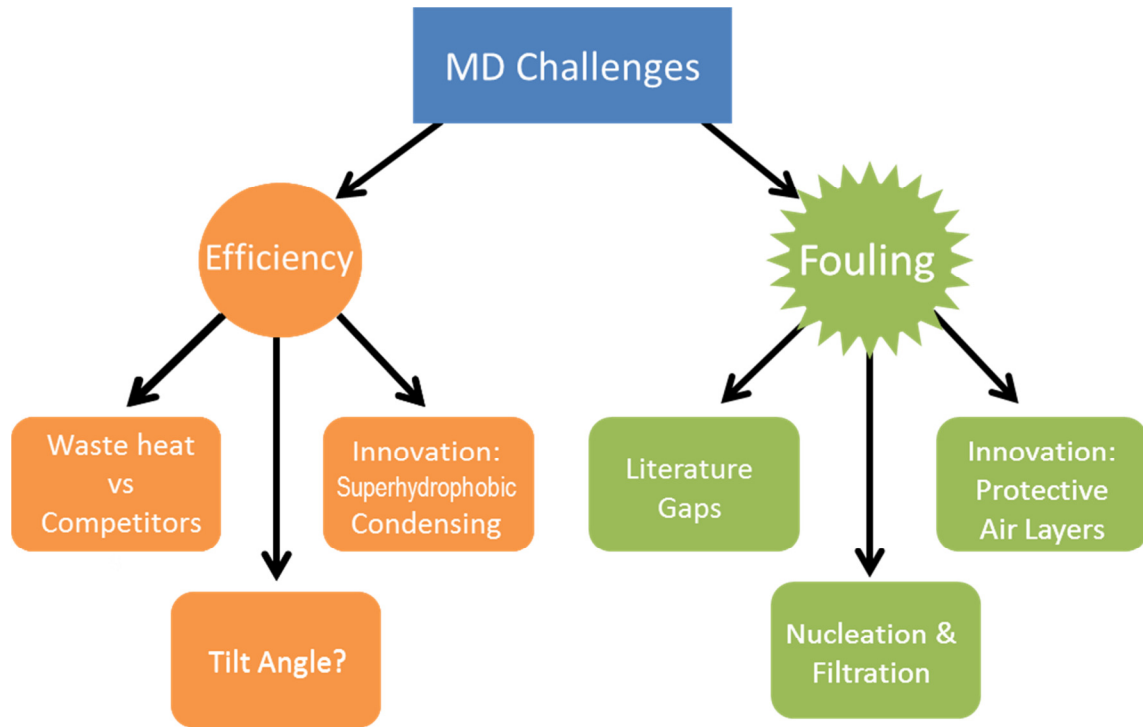 MD Challenges
Efficiency
Fouling
Waste heat
vs
Competitors
Innovation:
Superhydrophobic
Condensing
Literature
Gaps
Innovation:
Protective
Air Layers
Tilt Angle?
Nucleation &
Filtration